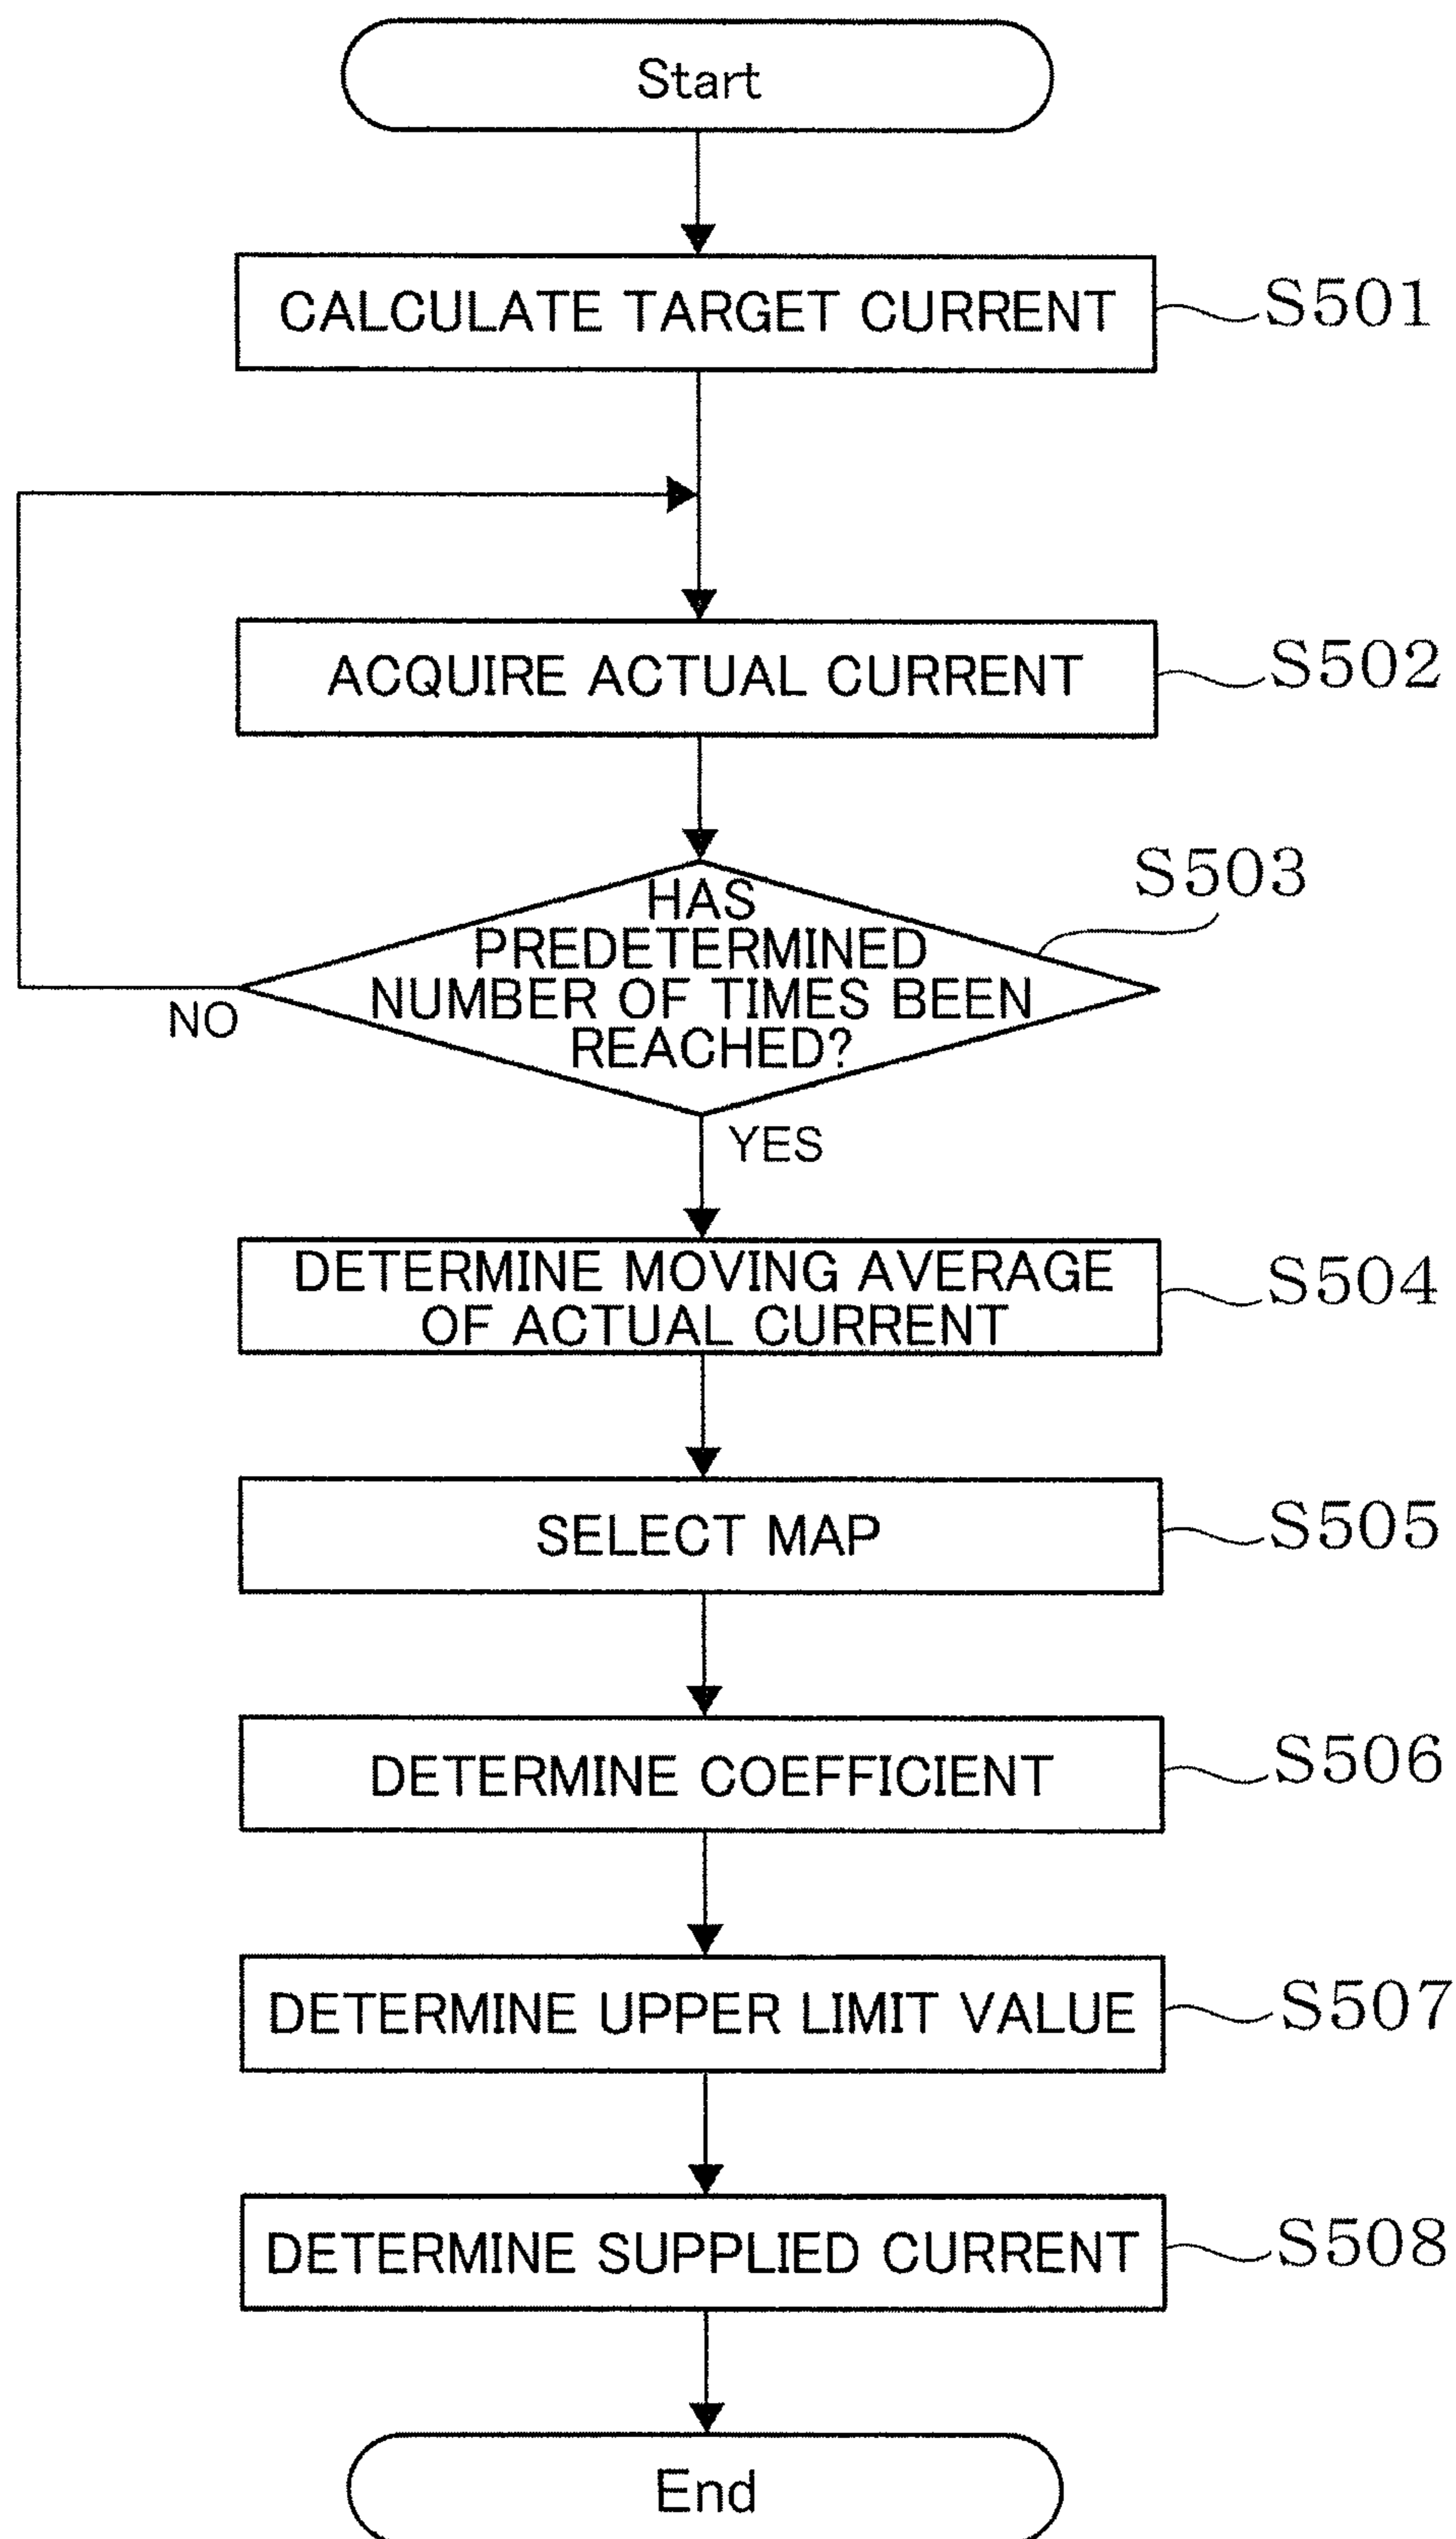 Start
CALCULATE TARGET CURRENT
S501
ACQUIRE ACTUAL CURRENT
S502
HAS
PREDETERMINED
NUMBER OF TIMES BEEN
REACHED?
S503
NO
YES
DETERMINE MOVING AVERAGE
OF ACTUAL CURRENT
S504
SELECT MAP
S505
DETERMINE COEFFICIENT
S506
DETERMINE UPPER LIMIT VALUE
S507
DETERMINE SUPPLIED CURRENT
S508
End